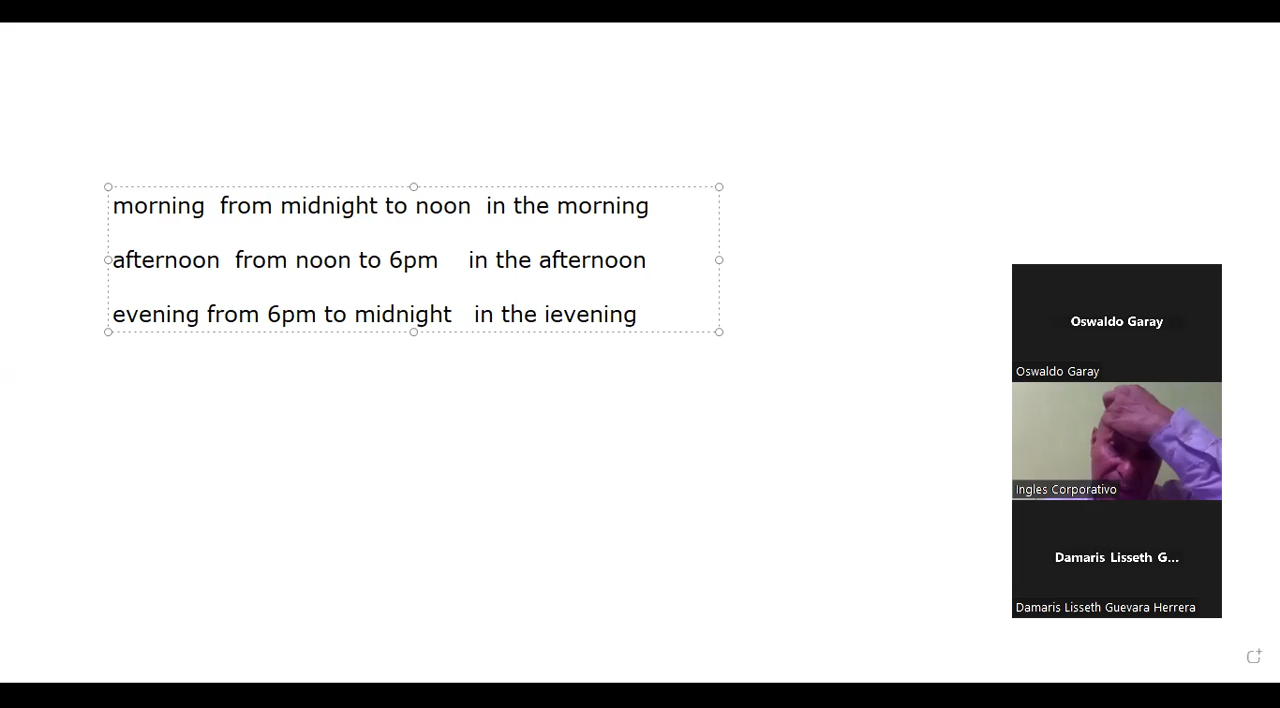 morning  from midnight to noon  in the morning
afternoon  from noon to 6pm    in the afternoon
evening from 6pm to midnight   in the ievening
Oswaldo Garay
Oswaldo Garay
Ingles Corporativo
Damaris Lisseth G...
Damaris Lisseth Guevara Herrera